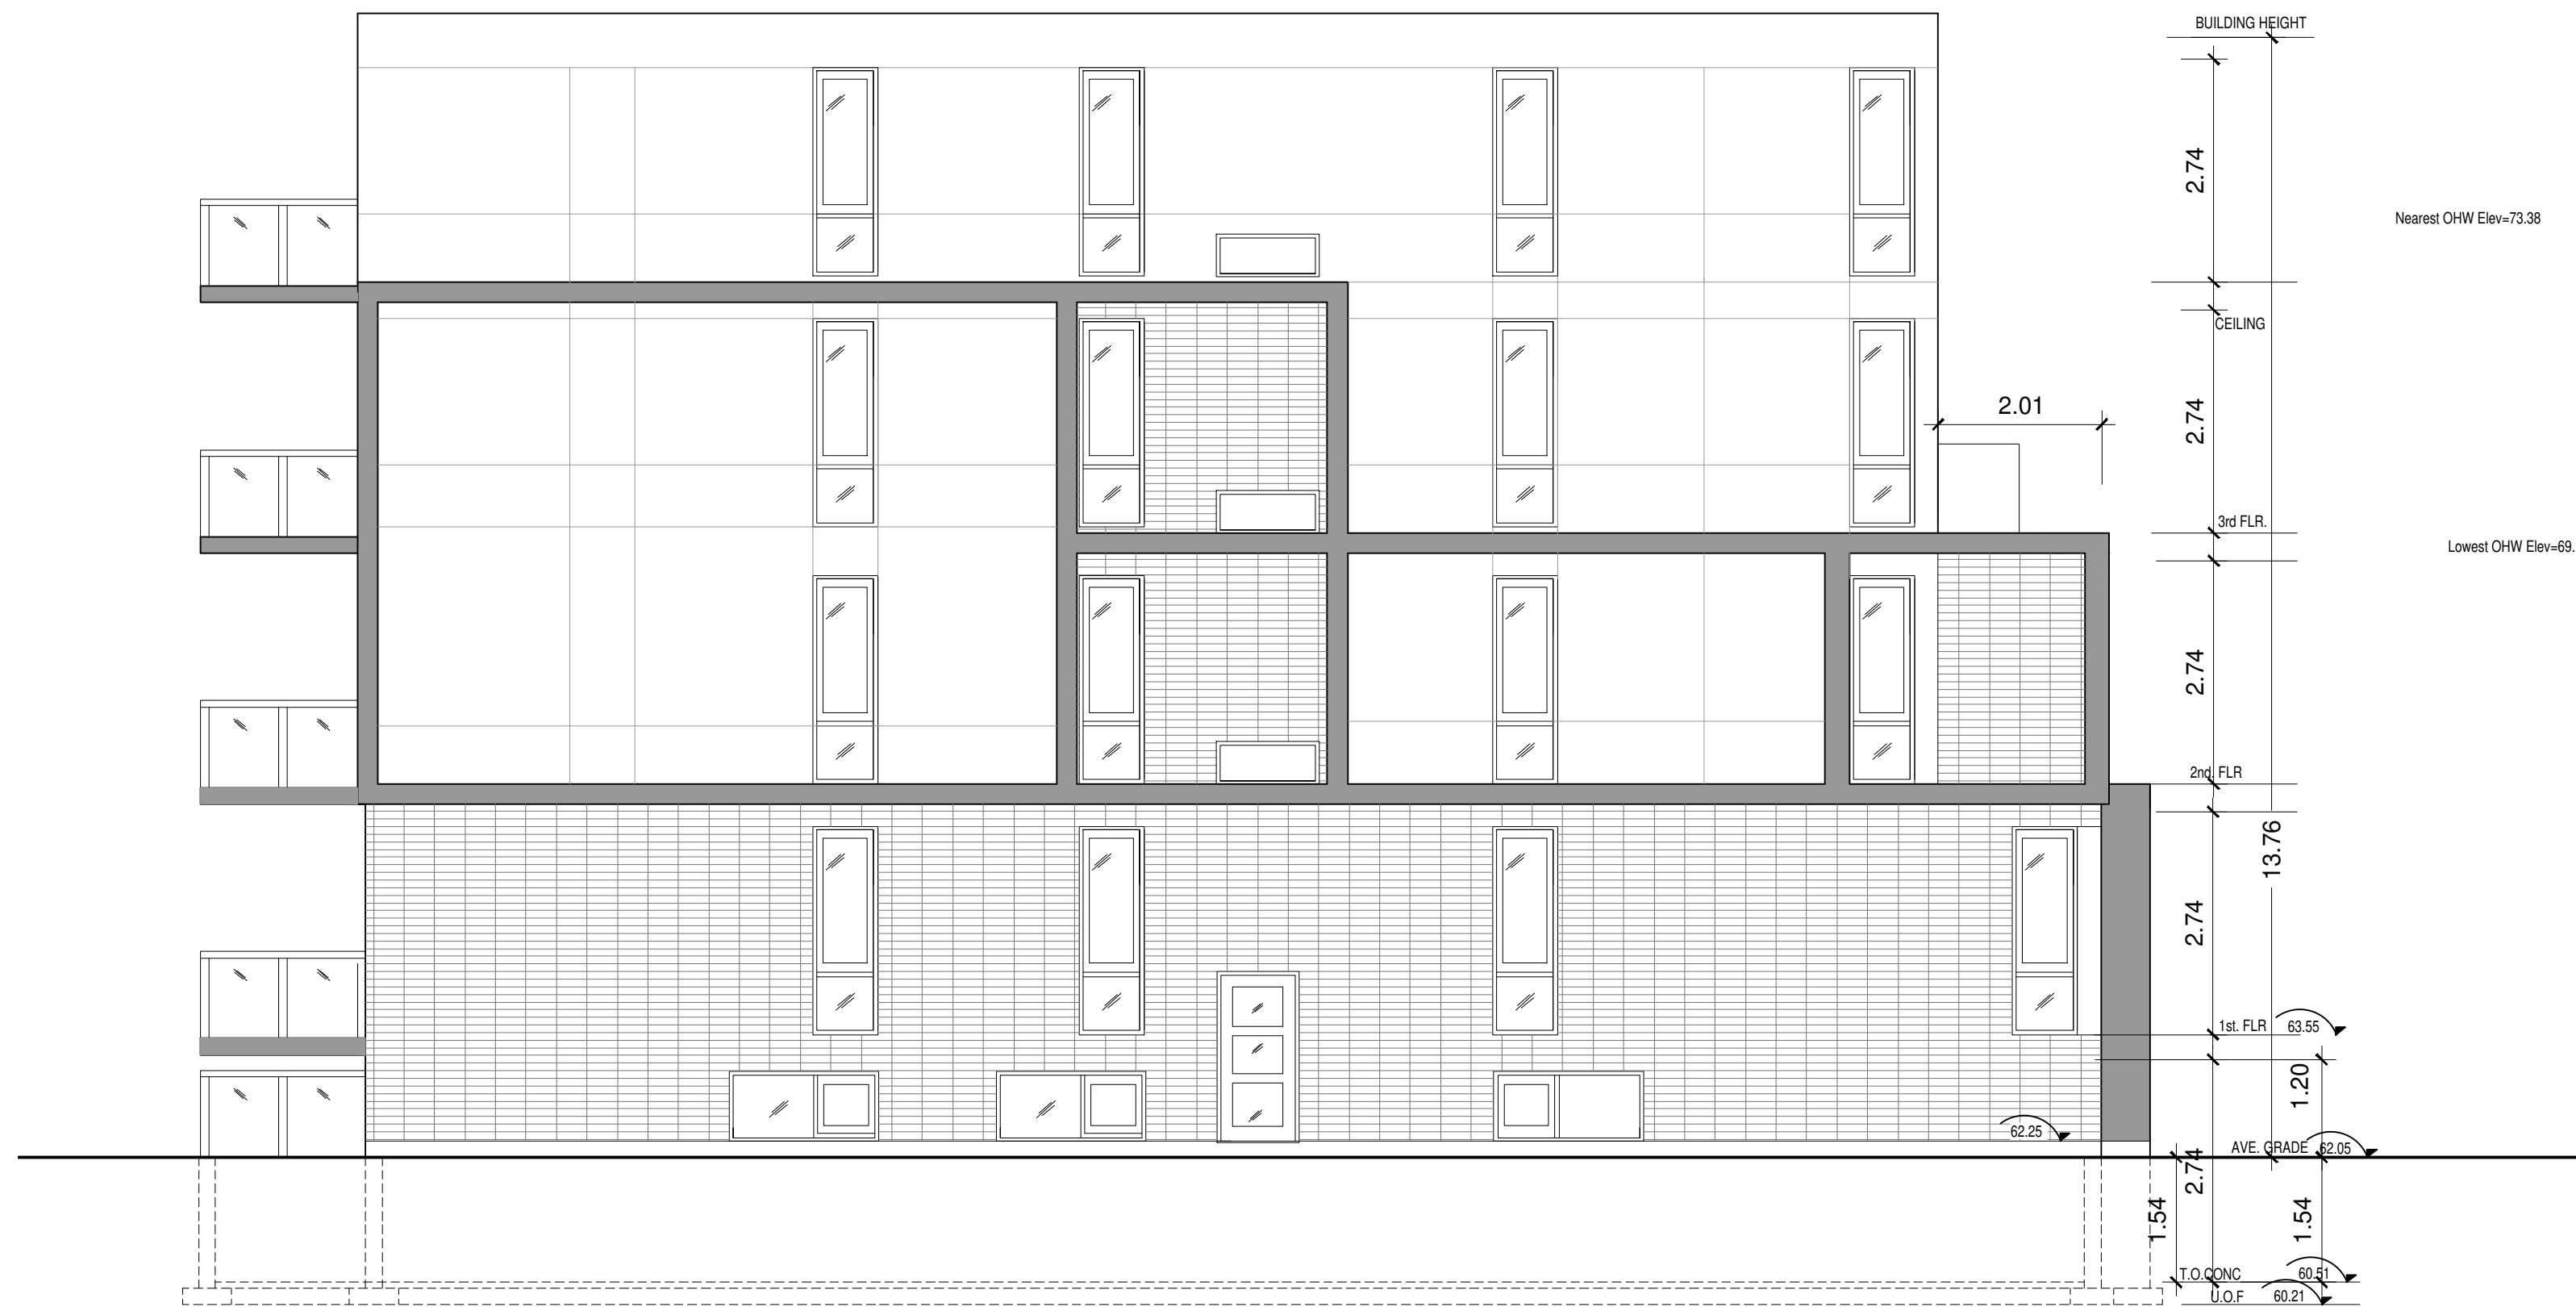 BUILDING HEIGHT
2.74
Nearest OHW Elev=73.38
CEILING
2.01
2.74
3rd FLR.
Lowest OHW Elev=69.
2.74
2nd. FLR
13.76
2.74
1st. FLR 63.55
1.20
62.25
AVE. GRADE 62.05
2.74
1.54
1.54
T.O.CONC 60.51
U.O.F 60.21